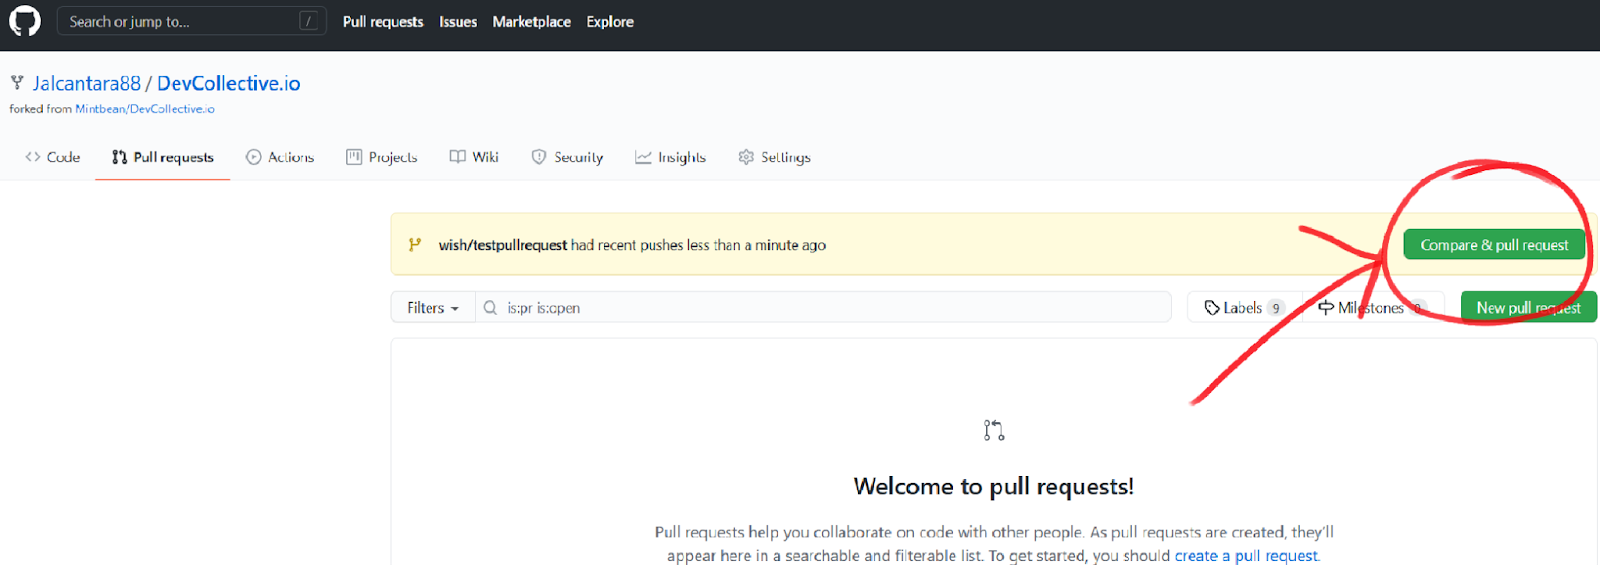 Search or jump to... /
Pull requests Issues Marketplace Explore
Jalcantara88 / DevCollective.io
forked from Mintbean/DevCollective.io
Code Pull requests Actions Projects Wiki Security Insights Settings
wish/testpullrequest had recent pushes less than a minute ago Compare & pull request
Filters is:pr is:open Labels 9 Milestones 0 New pull request
Welcome to pull requests!
Pull requests help you collaborate on code with other people. As pull requests are created, they'll
appear here in a searchable and filterable list. To get started, you should create a pull request.